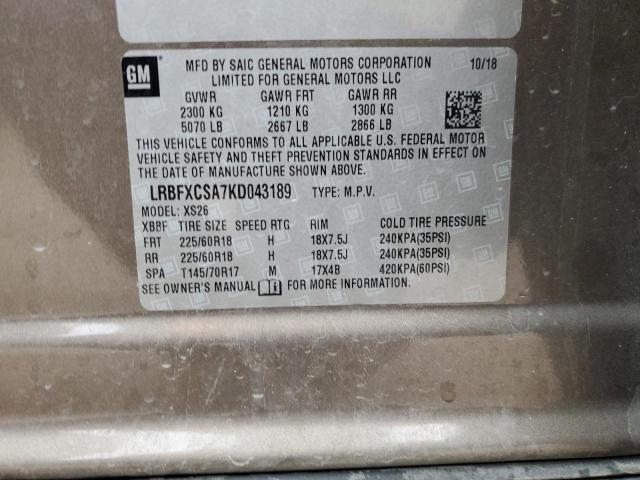 GM
MFD BY SAIC GENERAL MOTORS CORPORATION 10/18
LIMITED FOR GENERAL MOTORS LLC
GVWR GAWR FRT GAWR RR
2300 KG 1210 KG 1300 KG
5070 LB 2667 LB 2866 LB
THIS VEHICLE CONFORMS TO ALL APPLICABLE U.S. FEDERAL MOTOR
VEHICLE SAFETY AND THEFT PREVENTION STANDARDS IN EFFECT ON
THE DATE OF MANUFACTURE SHOWN ABOVE.
LRBFXCSA7KD043189 TYPE: M.P.V.
MODEL: XS26
XBBF TIRE SIZE SPEED RTG RIM COLD TIRE PRESSURE
FRT 225/60R18 H 18X7.5J 240KPA(35PSI)
RR 225/60R18 H 18X7.5J 240KPA(35PSI)
SPA T145/70R17 M 17X4B 420KPA(60PSI)
SEE OWNER'S MANUAL FOR MORE INFORMATION.